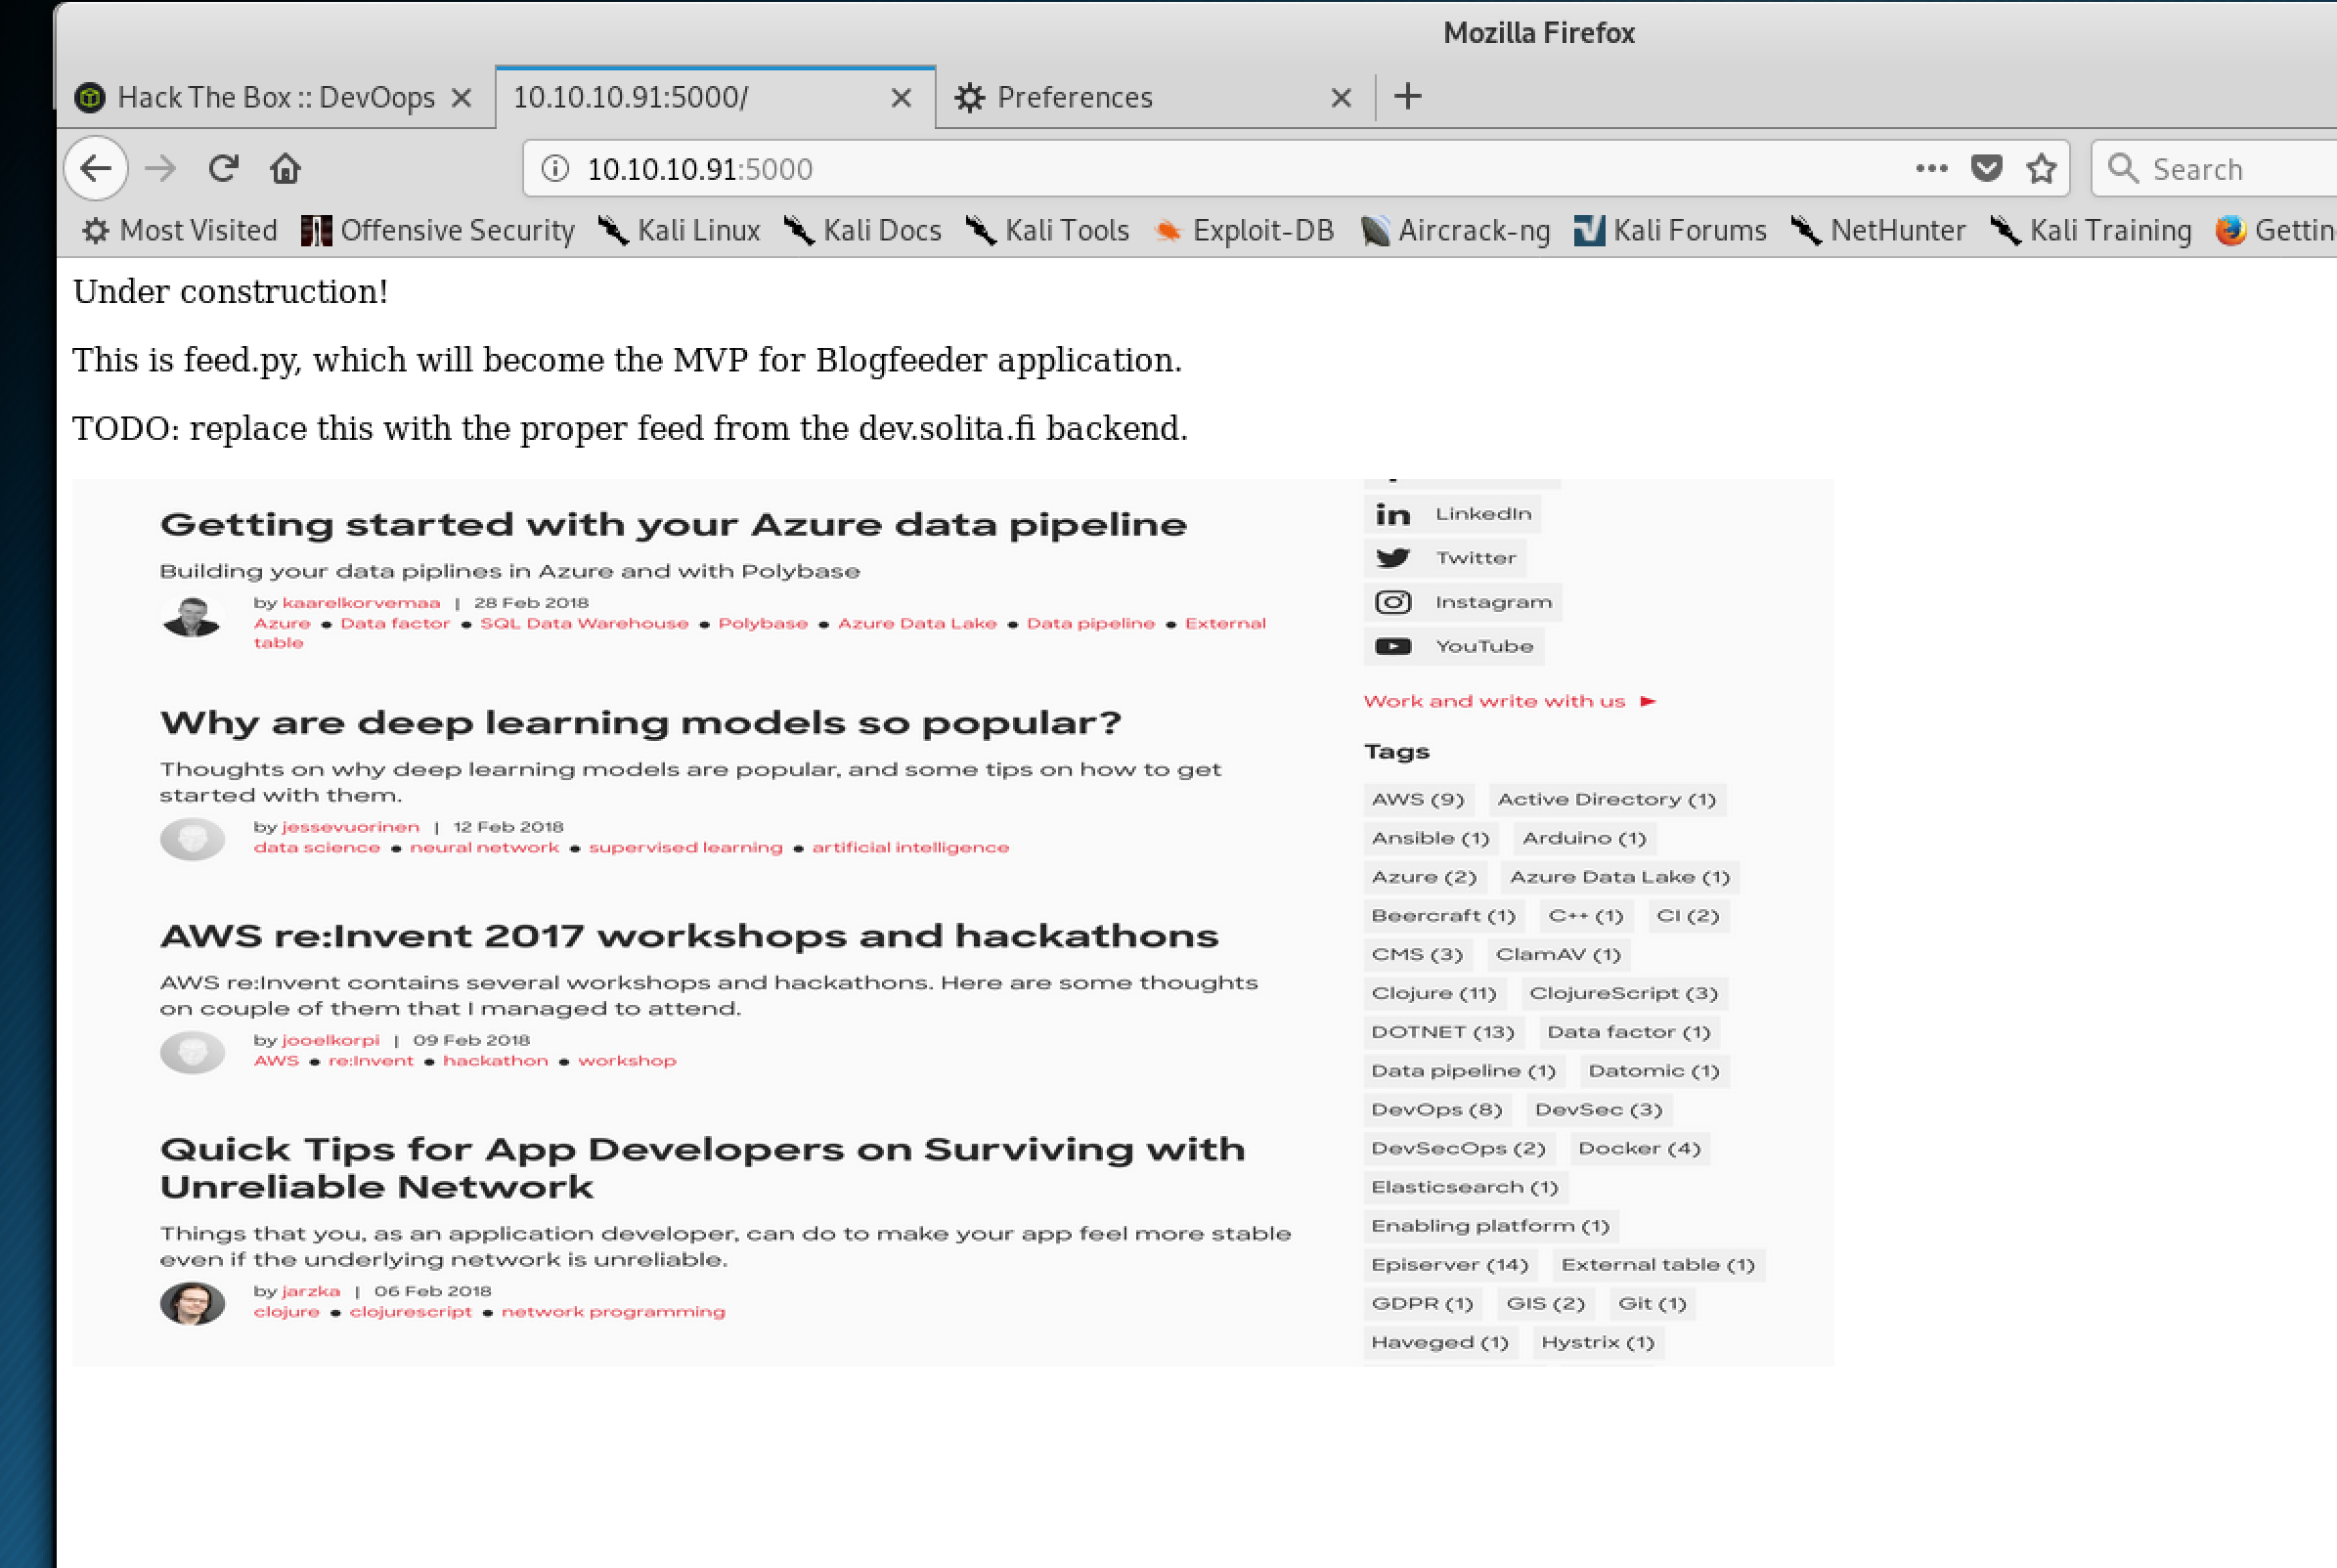 Mozilla Firefox
Hack The Box :: DevOops
10.10.10.91:5000/
Preferences
10.10.10.91:5000
Search
Most Visited
Offensive Security
Kali Linux
Kali Docs
Kali Tools
Exploit-DB
Aircrack-ng
Kali Forums
NetHunter
Kali Training
Gettin
Under construction!
This is feed.py, which will become the MVP for Blogfeeder application.
TODO: replace this with the proper feed from the dev.solita.fi backend.
Getting started with your Azure data pipeline
Building your data piplines in Azure and with Polybase
by kaarelkorvemaa | 28 Feb 2018
Azure ● Data factor ● SQL Data Warehouse ● Polybase ● Azure Data Lake ● Data pipeline ● External
table
Why are deep learning models so popular?
Thoughts on why deep learning models are popular, and some tips on how to get
started with them.
by jessevuorinen | 12 Feb 2018
data science ● neural network ● supervised learning ● artificial intelligence
AWS re:Invent 2017 workshops and hackathons
AWS re:Invent contains several workshops and hackathons. Here are some thoughts
on couple of them that I managed to attend.
by jooelkorpi | 09 Feb 2018
AWS ● re:Invent ● hackathon ● workshop
Quick Tips for App Developers on Surviving with
Unreliable Network
Things that you, as an application developer, can do to make your app feel more stable
even if the underlying network is unreliable.
by jarzka | 06 Feb 2018
clojure ● clojurescript ● network programming
LinkedIn
Twitter
Instagram
YouTube
Work and write with us ►
Tags
AWS (9) Active Directory (1)
Ansible (1) Arduino (1)
Azure (2) Azure Data Lake (1)
Beercraft (1) C++ (1) CI (2)
CMS (3) ClamAV (1)
Clojure (11) ClojureScript (3)
DOTNET (13) Data factor (1)
Data pipeline (1) Datomic (1)
DevOps (8) DevSec (3)
DevSecOps (2) Docker (4)
Elasticsearch (1)
Enabling platform (1)
Episerver (14) External table (1)
GDPR (1) GIS (2) Git (1)
Haveged (1) Hystrix (1)